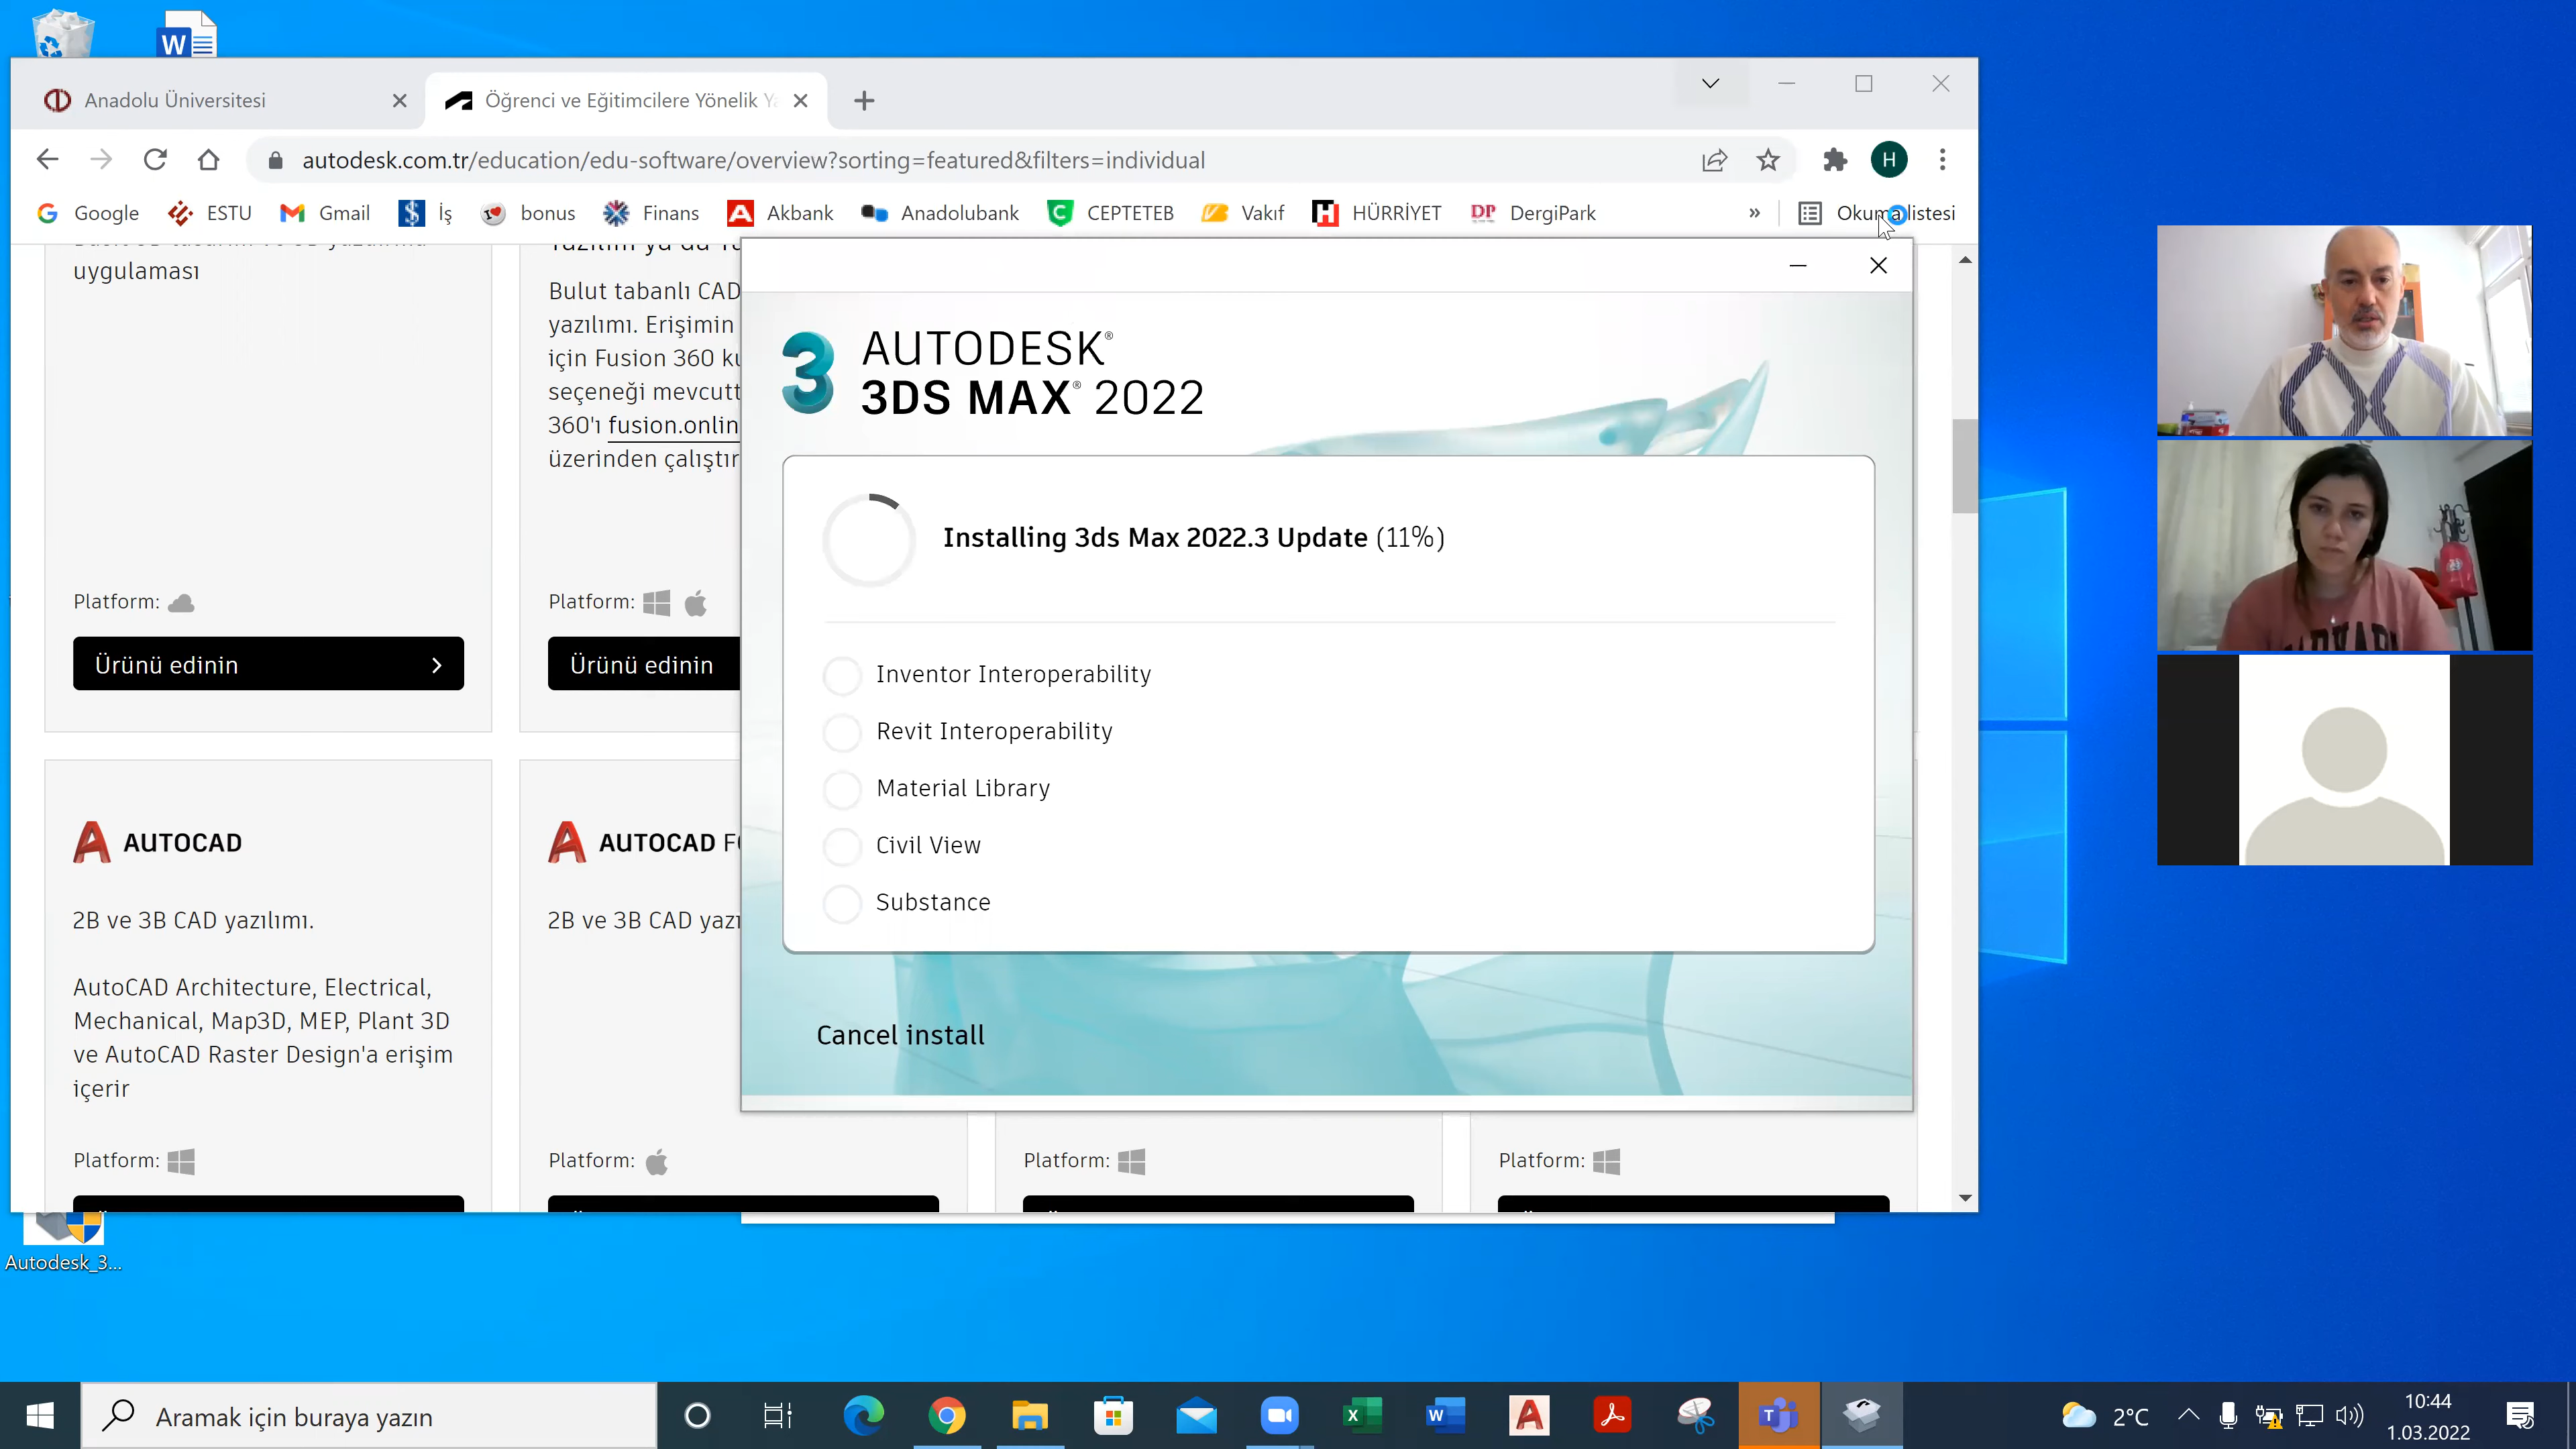 Anadolu Üniversitesi
Öğrenci ve Eğitimcilere Yönelik
autodesk.com.tr/education/edu-software/overview?sorting=featured&filters=individual
H
Google ESTU Gmail İş bonus Finans Akbank Anadolubank CEPTETEB Vakıf HÜRRİYET DergiPark » Okuma listesi
uygulaması
Bulut tabanlı CAD
yazılımı. Erişimin
için Fusion 360
360'ı fusion.onlin
üzerinden çalıştır
Platform:
Platform:
Ürünü edinin
Ürünü edinin
AUTODESK®
3DS MAX® 2022
Installing 3ds Max 2022.3 Update (11%)
Inventor Interoperability
Revit Interoperability
Material Library
Civil View
Substance
Cancel install
AUTOCAD
AUTOCAD
2B ve 3B CAD yazılımı.
2B ve 3B CAD
AutoCAD Architecture, Electrical,
Mechanical, Map3D, MEP, Plant 3D
ve AutoCAD Raster Design'a erişim
içerir
Platform:
Platform:
Platform:
Platform:
Autodesk_3...
Aramak için buraya yazın
2°C
10:44
1.03.2022